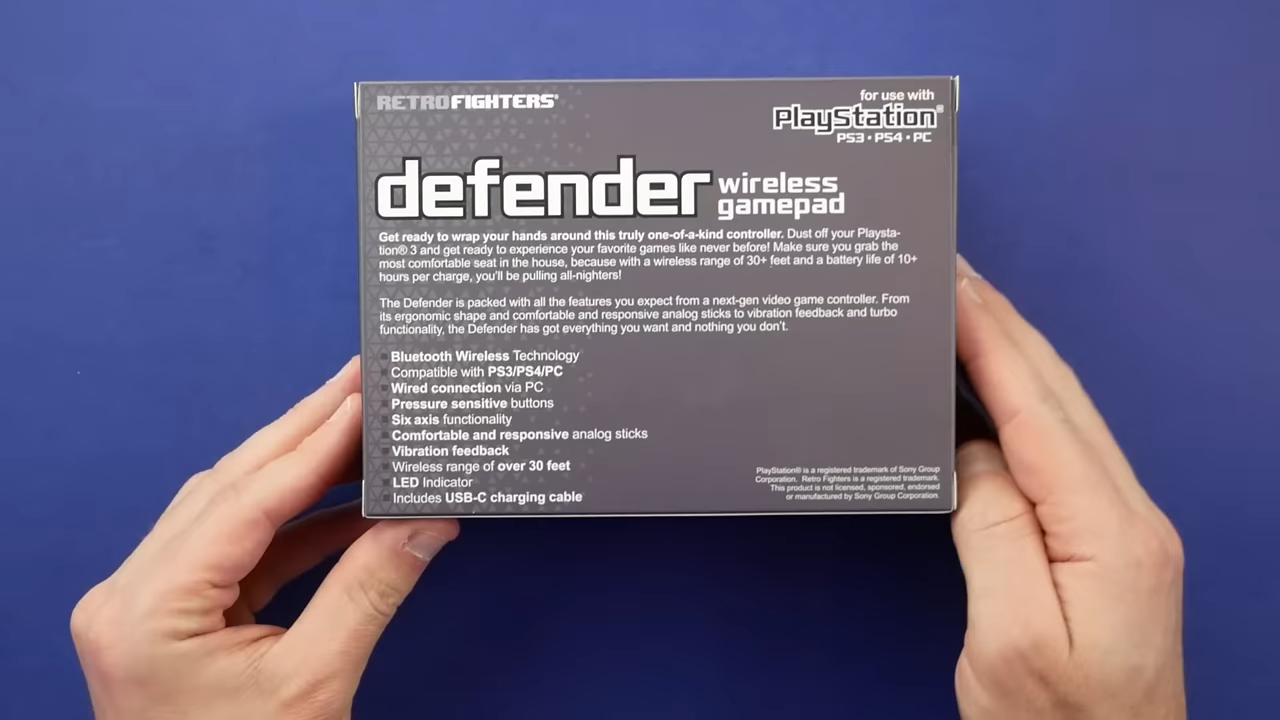 RETROFIGHTERS®
for use with
PlayStation®
PS3 • PS4 • PC
defender wireless gamepad
Get ready to wrap your hands around this truly one-of-a-kind controller. Dust off your Playsta-
tion® 3 and get ready to experience your favorite games like never before! Make sure you grab the
most comfortable seat in the house, because with a wireless range of 30+ feet and a battery life of 10+
hours per charge, you'll be pulling all-nighters!
The Defender is packed with all the features you expect from a next-gen video game controller. From
its ergonomic shape and comfortable and responsive analog sticks to vibration feedback and turbo
functionality, the Defender has got everything you want and nothing you don't.
Bluetooth Wireless Technology
Compatible with PS3/PS4/PC
Wired connection via PC
Pressure sensitive buttons
Six axis functionality
Comfortable and responsive analog sticks
Vibration feedback
Wireless range of over 30 feet
LED Indicator
Includes USB-C charging cable
PlayStation® is a registered trademark of Sony Group
Corporation. Retro Fighters is a registered trademark.
This product is not licensed, sponsored, endorsed
or manufactured by Sony Group Corporation.